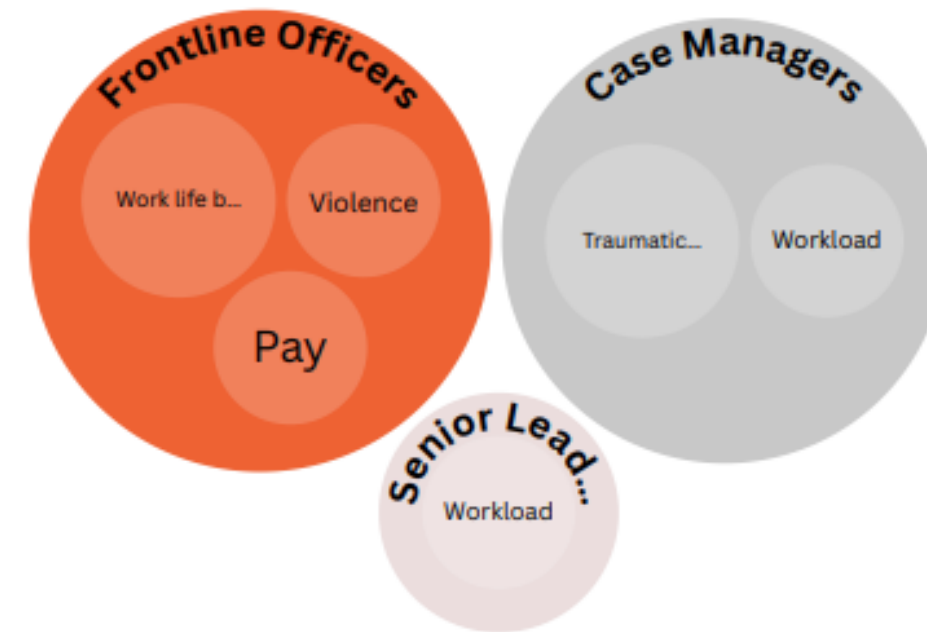 Frontline Officers
Work life b...
Violence
Pay
Case Managers
Traumatic...
Workload
Senior Lead...
Workload